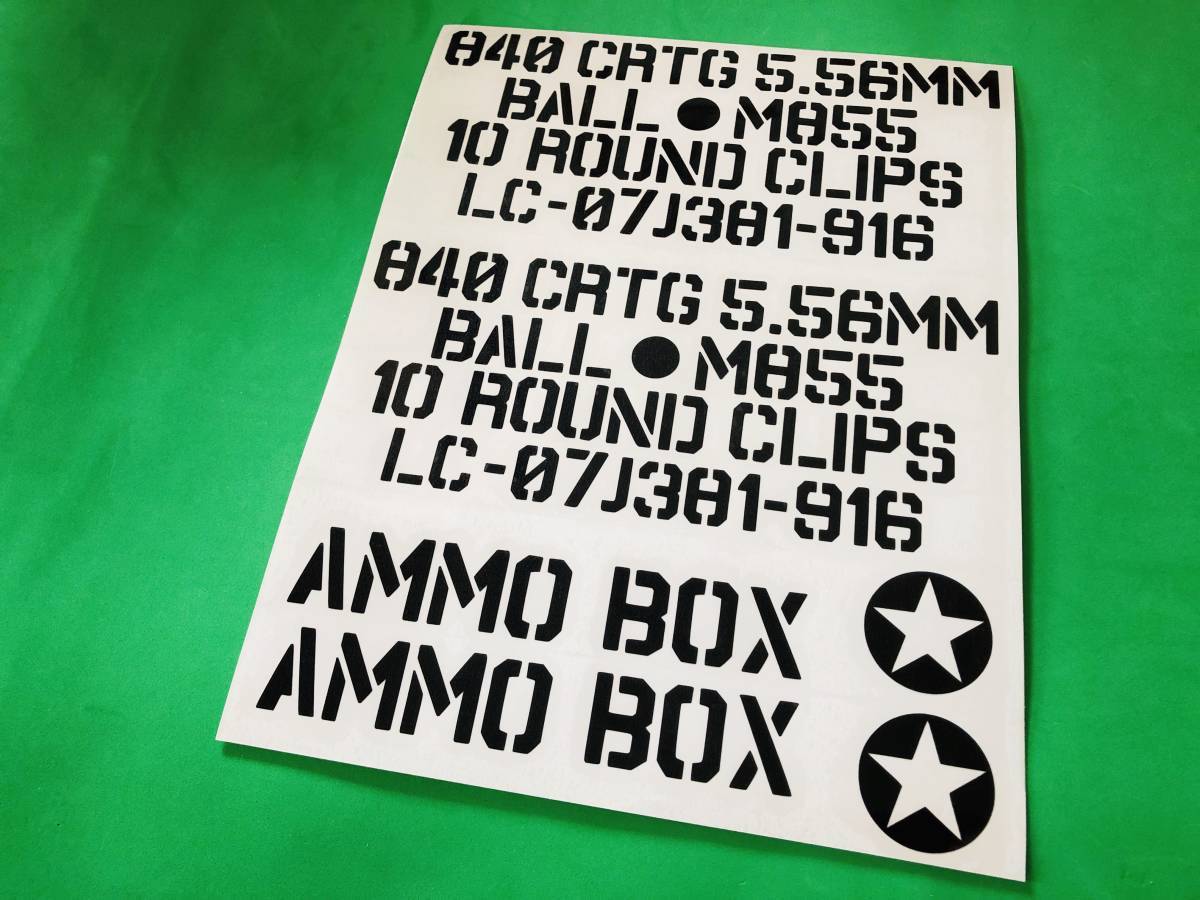 840 CRTG 5.56MM
BALL ● M855
10 ROUND CLIPS
LC-07J381-916
840 CRTG 5.56MM
BALL ● M855
10 ROUND CLIPS
LC-07J381-916
AMMO BOX
AMMO BOX